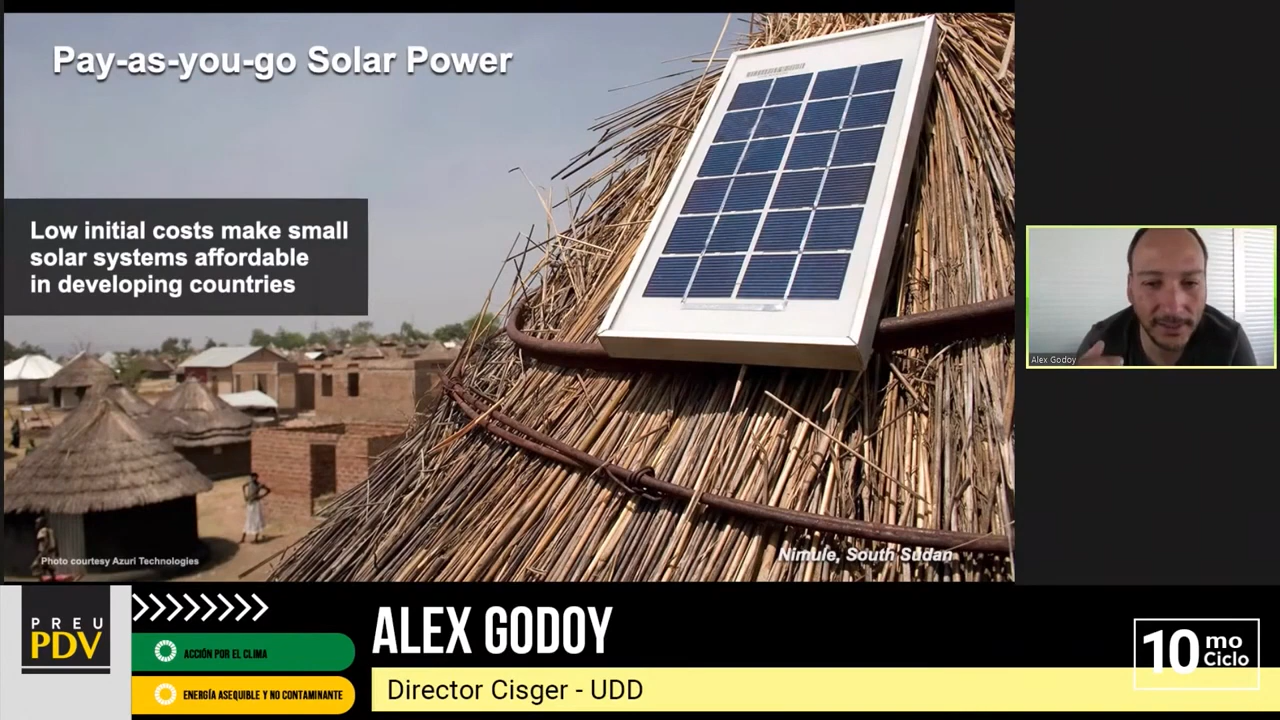 Pay-as-you-go Solar Power
Low initial costs make small
solar systems affordable
in developing countries
Photo courtesy Azuri Technologies
Nimule, South Sudan
Alex Godoy
PREU
PDV
ACCIÓN POR EL CLIMA
ENERGÍA ASEQUIBLE Y NO CONTAMINANTE
ALEX GODOY
Director Cisger - UDD
10 mo
Ciclo